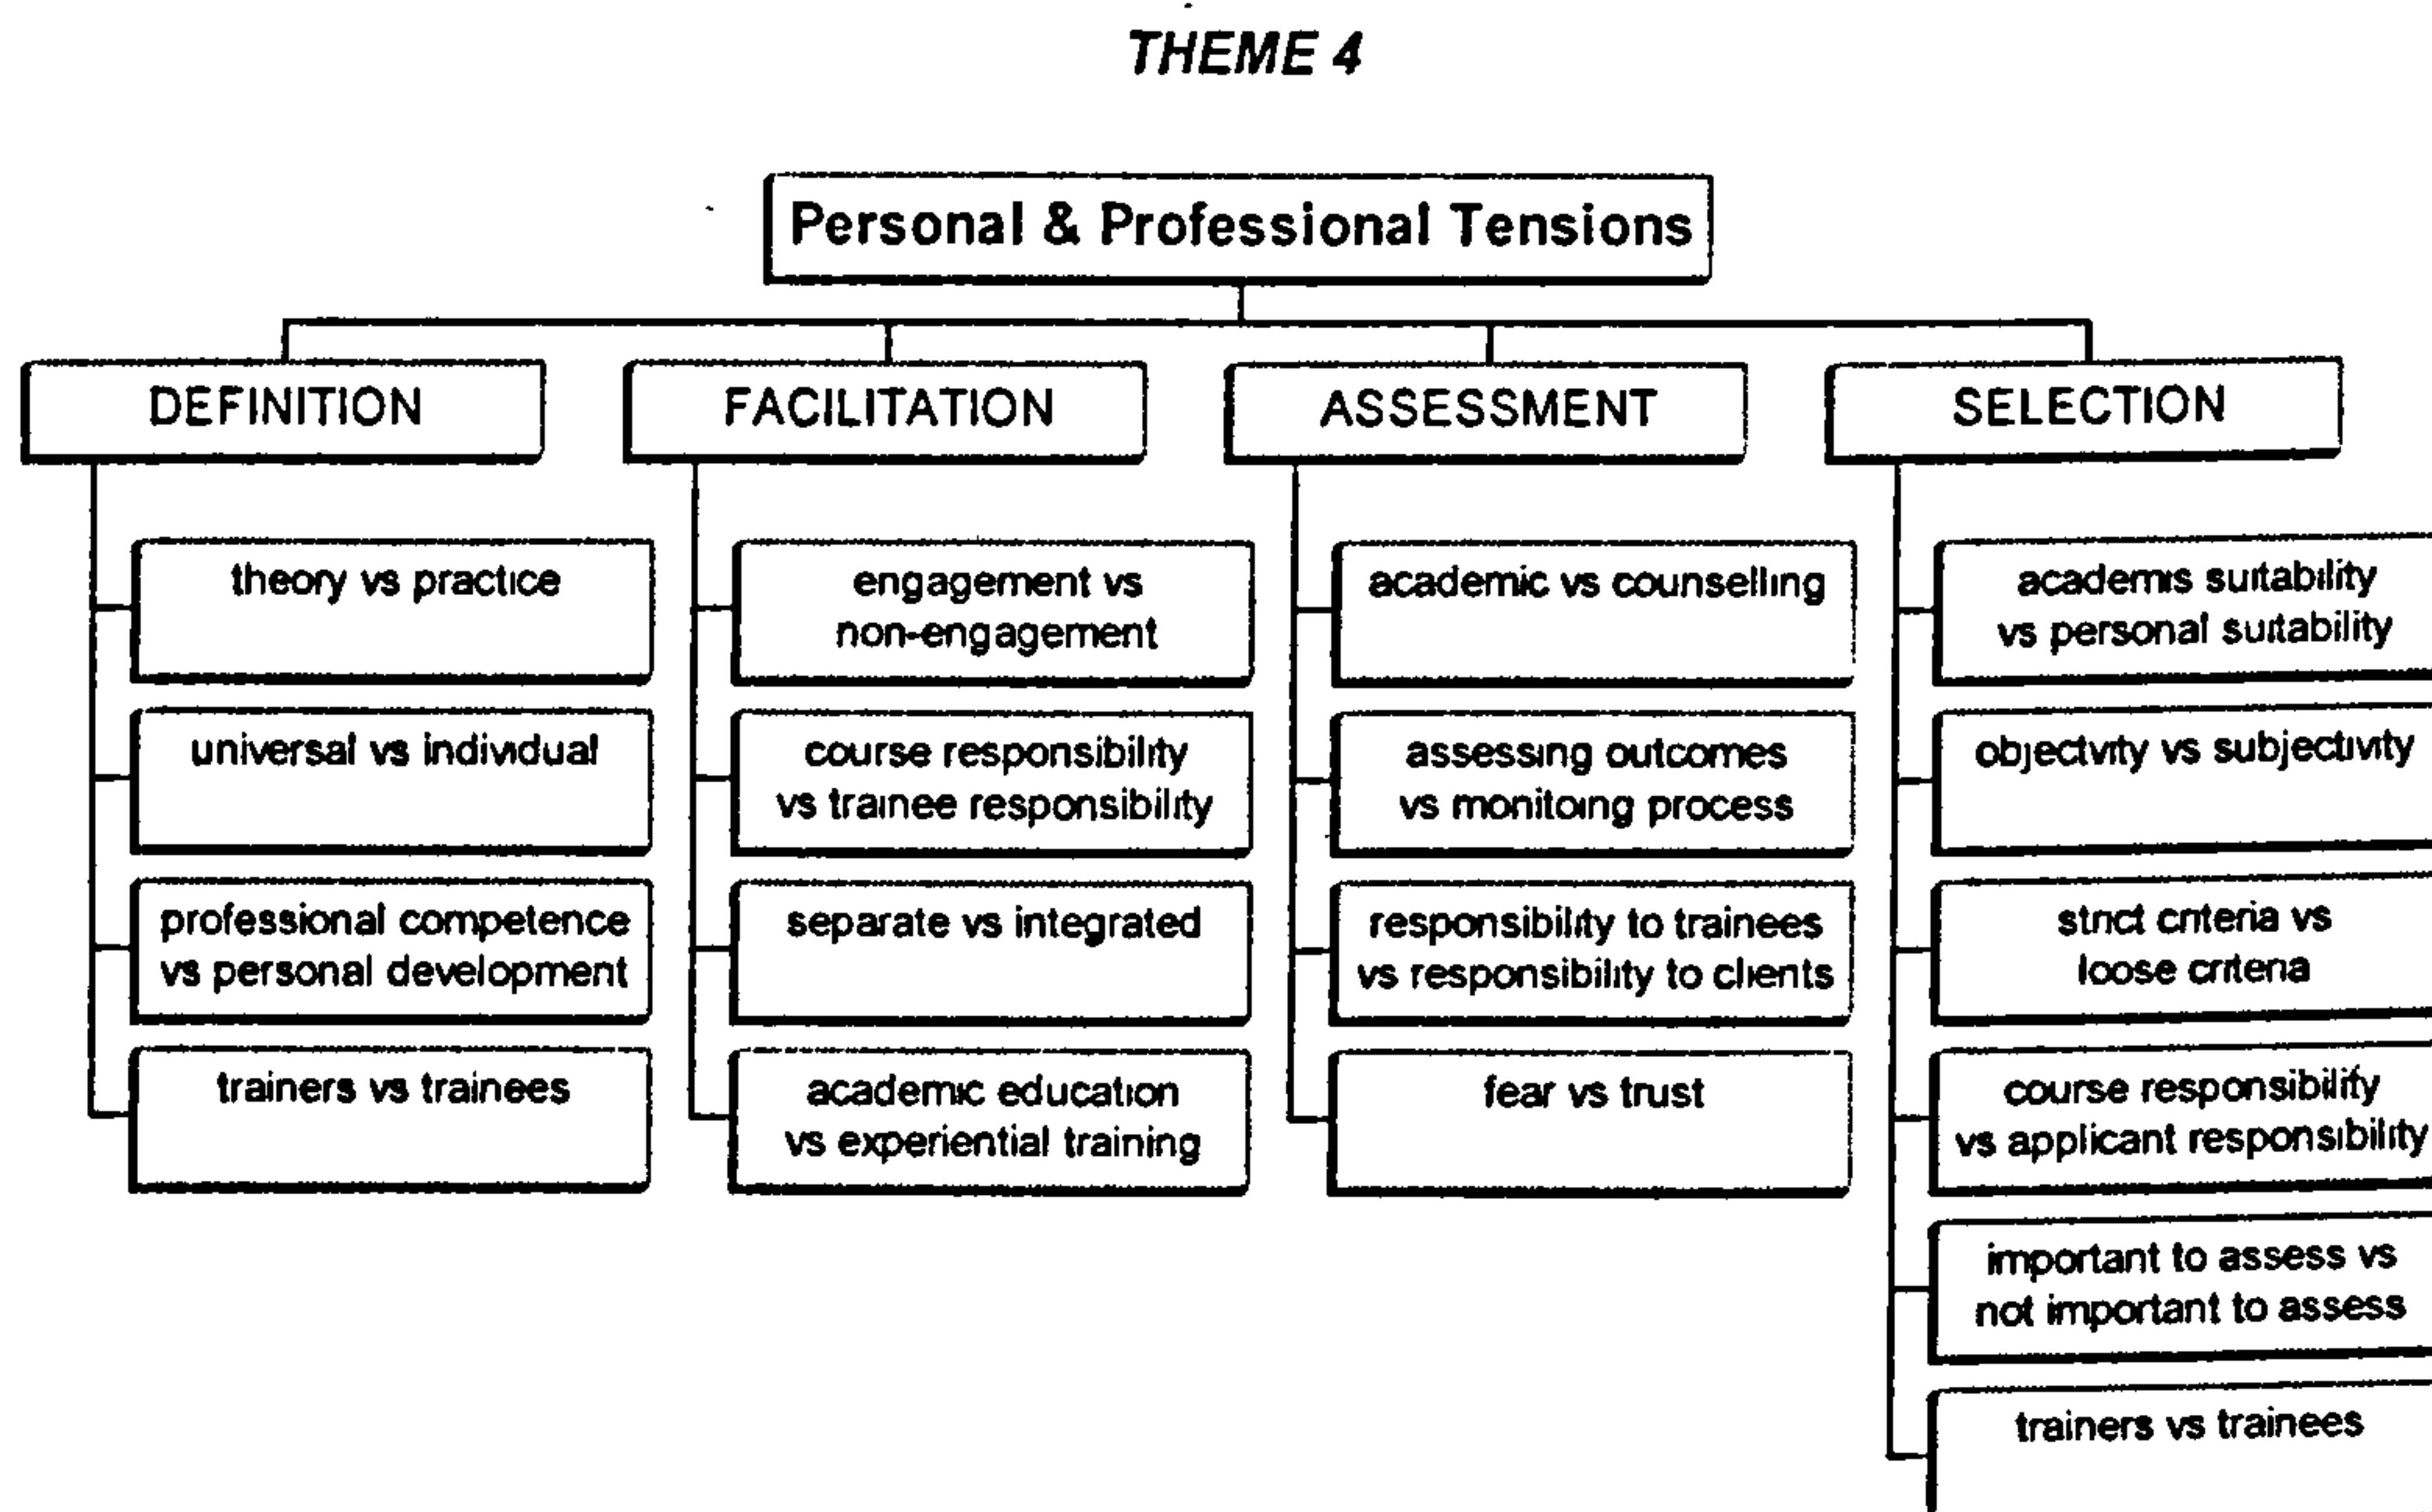 THEME 4
Personal & Professional Tensions
DEFINITION
theory vs practice
universal vs individual
professional competence
vs personal development
trainers vs trainees
FACILITATION
engagement vs
non-engagement
course responsibility
vs trainee responsibility
separate vs integrated
academic education
vs experiential training
ASSESSMENT
academic vs counselling
assessing outcomes
vs monitoing process
responsibility to trainees
vs responsibility to clients
fear vs trust
SELECTION
academis suitability
vs personal suitability
objectvity vs subjectivity
strict criteria vs
loose criteria
course responsibility
vs applicant responsibility
important to assess vs
not important to assess
trainers vs trainees